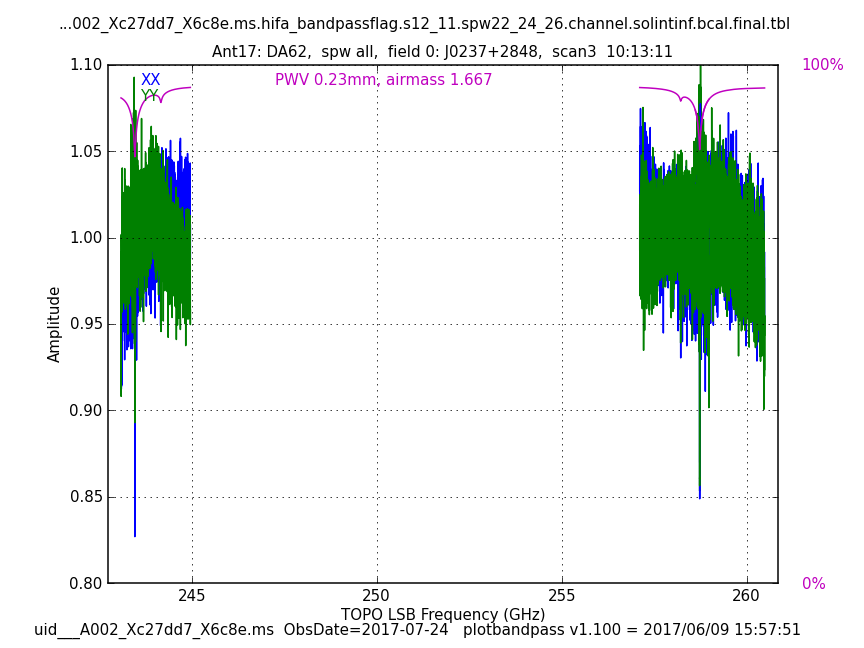 ...002_Xc27dd7_X6c8e.ms.hifa_bandpassflag.s12_11.spw22_24_26.channel.solintinf.bcal.final.tbl
Ant17: DA62,  spw all,  field 0: J0237+2848,  scan3  10:13:11
1.10
XX
YY
PWV 0.23mm, airmass 1.667
100%
1.05
1.00
Amplitude
0.95
0.90
0.85
0.80
0%
245 250 255 260
TOPO LSB Frequency (GHz)
uid___A002_Xc27dd7_X6c8e.ms  ObsDate=2017-07-24   plotbandpass v1.100 = 2017/06/09 15:57:51